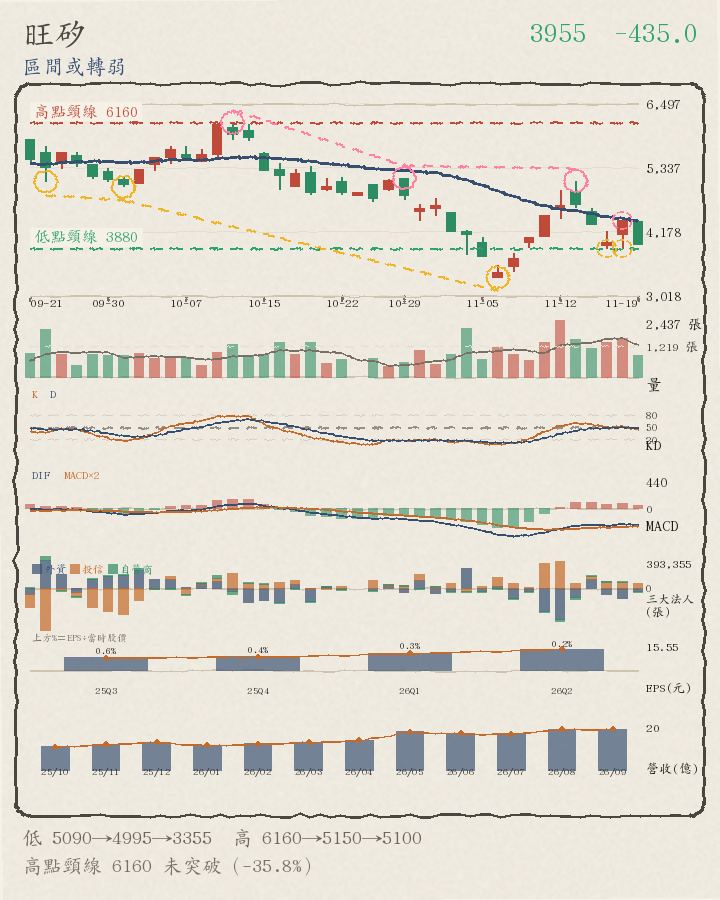 旺矽
3955 -435.0
區間或轉弱
高點頸線 6160
6,497
5,337
低點頸線 3880
4,178
3,018
09-21 09-30 10-07 10-15 10-22 10-29 11-05 11-12 11-19
2,437 張
1,219 張
量
K D
80
50
20
KD
DIF MACD×2
440
0
MACD
外資 投信 自營商
393,355
0
三大法人
(張)
上方%=EPS÷當時股價
0.6% 0.4% 0.3% 0.2%
15.55
25Q3 25Q4 26Q1 26Q2
EPS(元)
20
25/10 25/11 25/12 26/01 26/02 26/03 26/04 26/05 26/06 26/07 26/08 26/09
營收(億)
低 5090→4995→3355 高 6160→5150→5100
高點頸線 6160 未突破 (-35.8%)